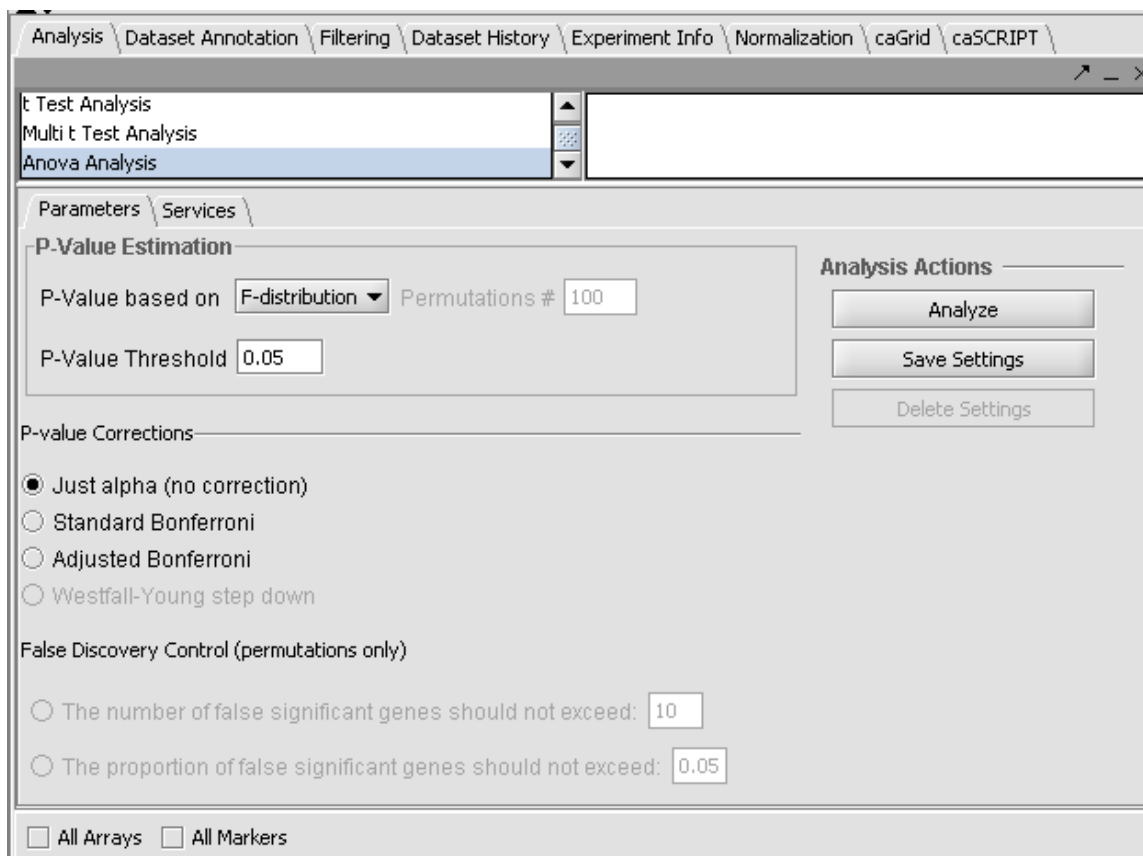 Analysis Dataset Annotation Filtering Dataset History Experiment Info Normalization caGrid caSCRIPT
t Test Analysis
Multi t Test Analysis
Anova Analysis
Parameters Services
P-Value Estimation
P-Value based on F-distribution Permutations # 100
P-Value Threshold 0.05
Analysis Actions
Analyze
Save Settings
Delete Settings
P-value Corrections
Just alpha (no correction)
Standard Bonferroni
Adjusted Bonferroni
Westfall-Young step down
False Discovery Control (permutations only)
The number of false significant genes should not exceed: 10
The proportion of false significant genes should not exceed: 0.05
All Arrays All Markers